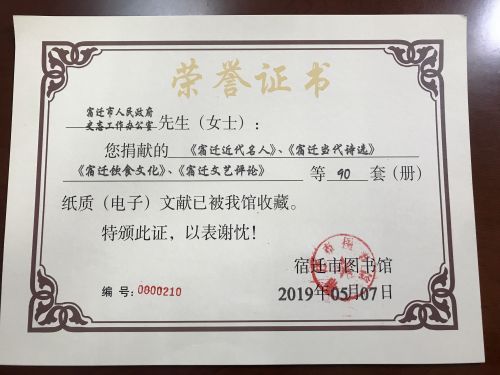 荣誉证书
宿迁市人民政府
史志工作办公室 先生（女士）：
您捐献的 《宿迁近代名人》、《宿迁当代诗选》
《宿迁饮食文化》、《宿迁文艺评论》 等 90 套（册）
纸质（电子）文献已被我馆收藏。
特颁此证，以表谢忱！
宿迁市图书馆
编号：0000210
2019年05月07日